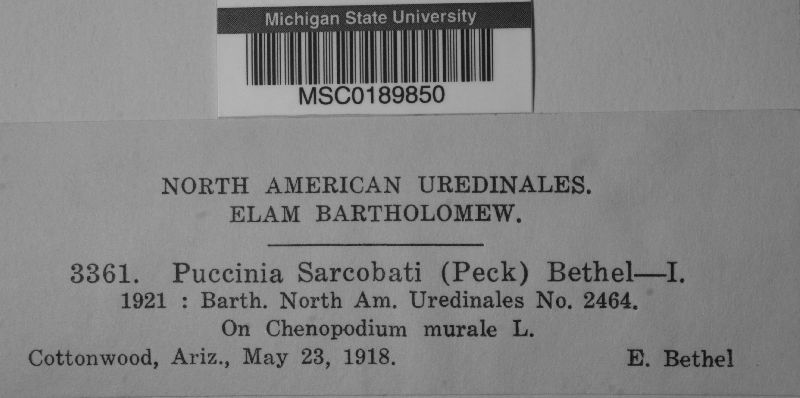 Michigan State University
MSC0189850
NORTH AMERICAN UREDINALES.
ELAM BARTHOLOMEW.
3361. Puccinia Sarcobati (Peck) Bethel—I.
1921 : Barth. North Am. Uredinales No. 2464.
On Chenopodium murale L.
Cottonwood, Ariz., May 23, 1918. E. Bethel